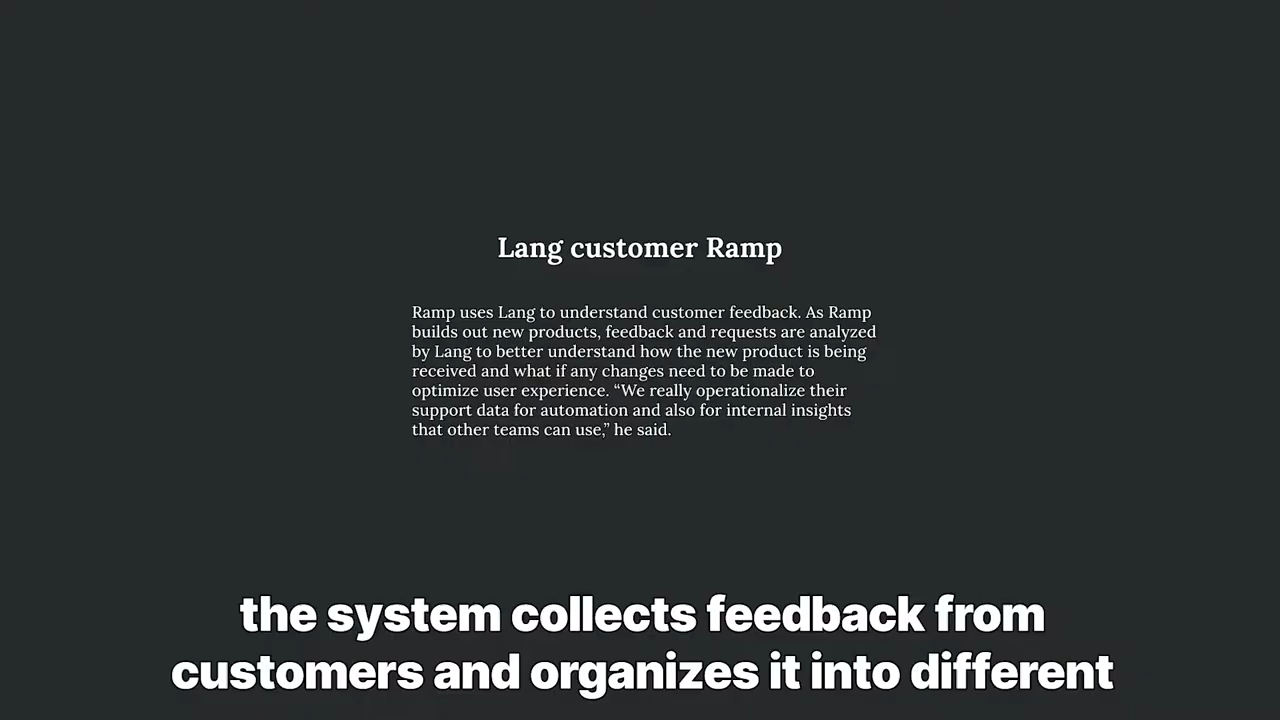 Lang customer Ramp
Ramp uses Lang to understand customer feedback. As Ramp
builds out new products, feedback and requests are analyzed
by Lang to better understand how the new product is being
received and what if any changes need to be made to
optimize user experience. “We really operationalize their
support data for automation and also for internal insights
that other teams can use,” he said.
the system collects feedback from
customers and organizes it into different